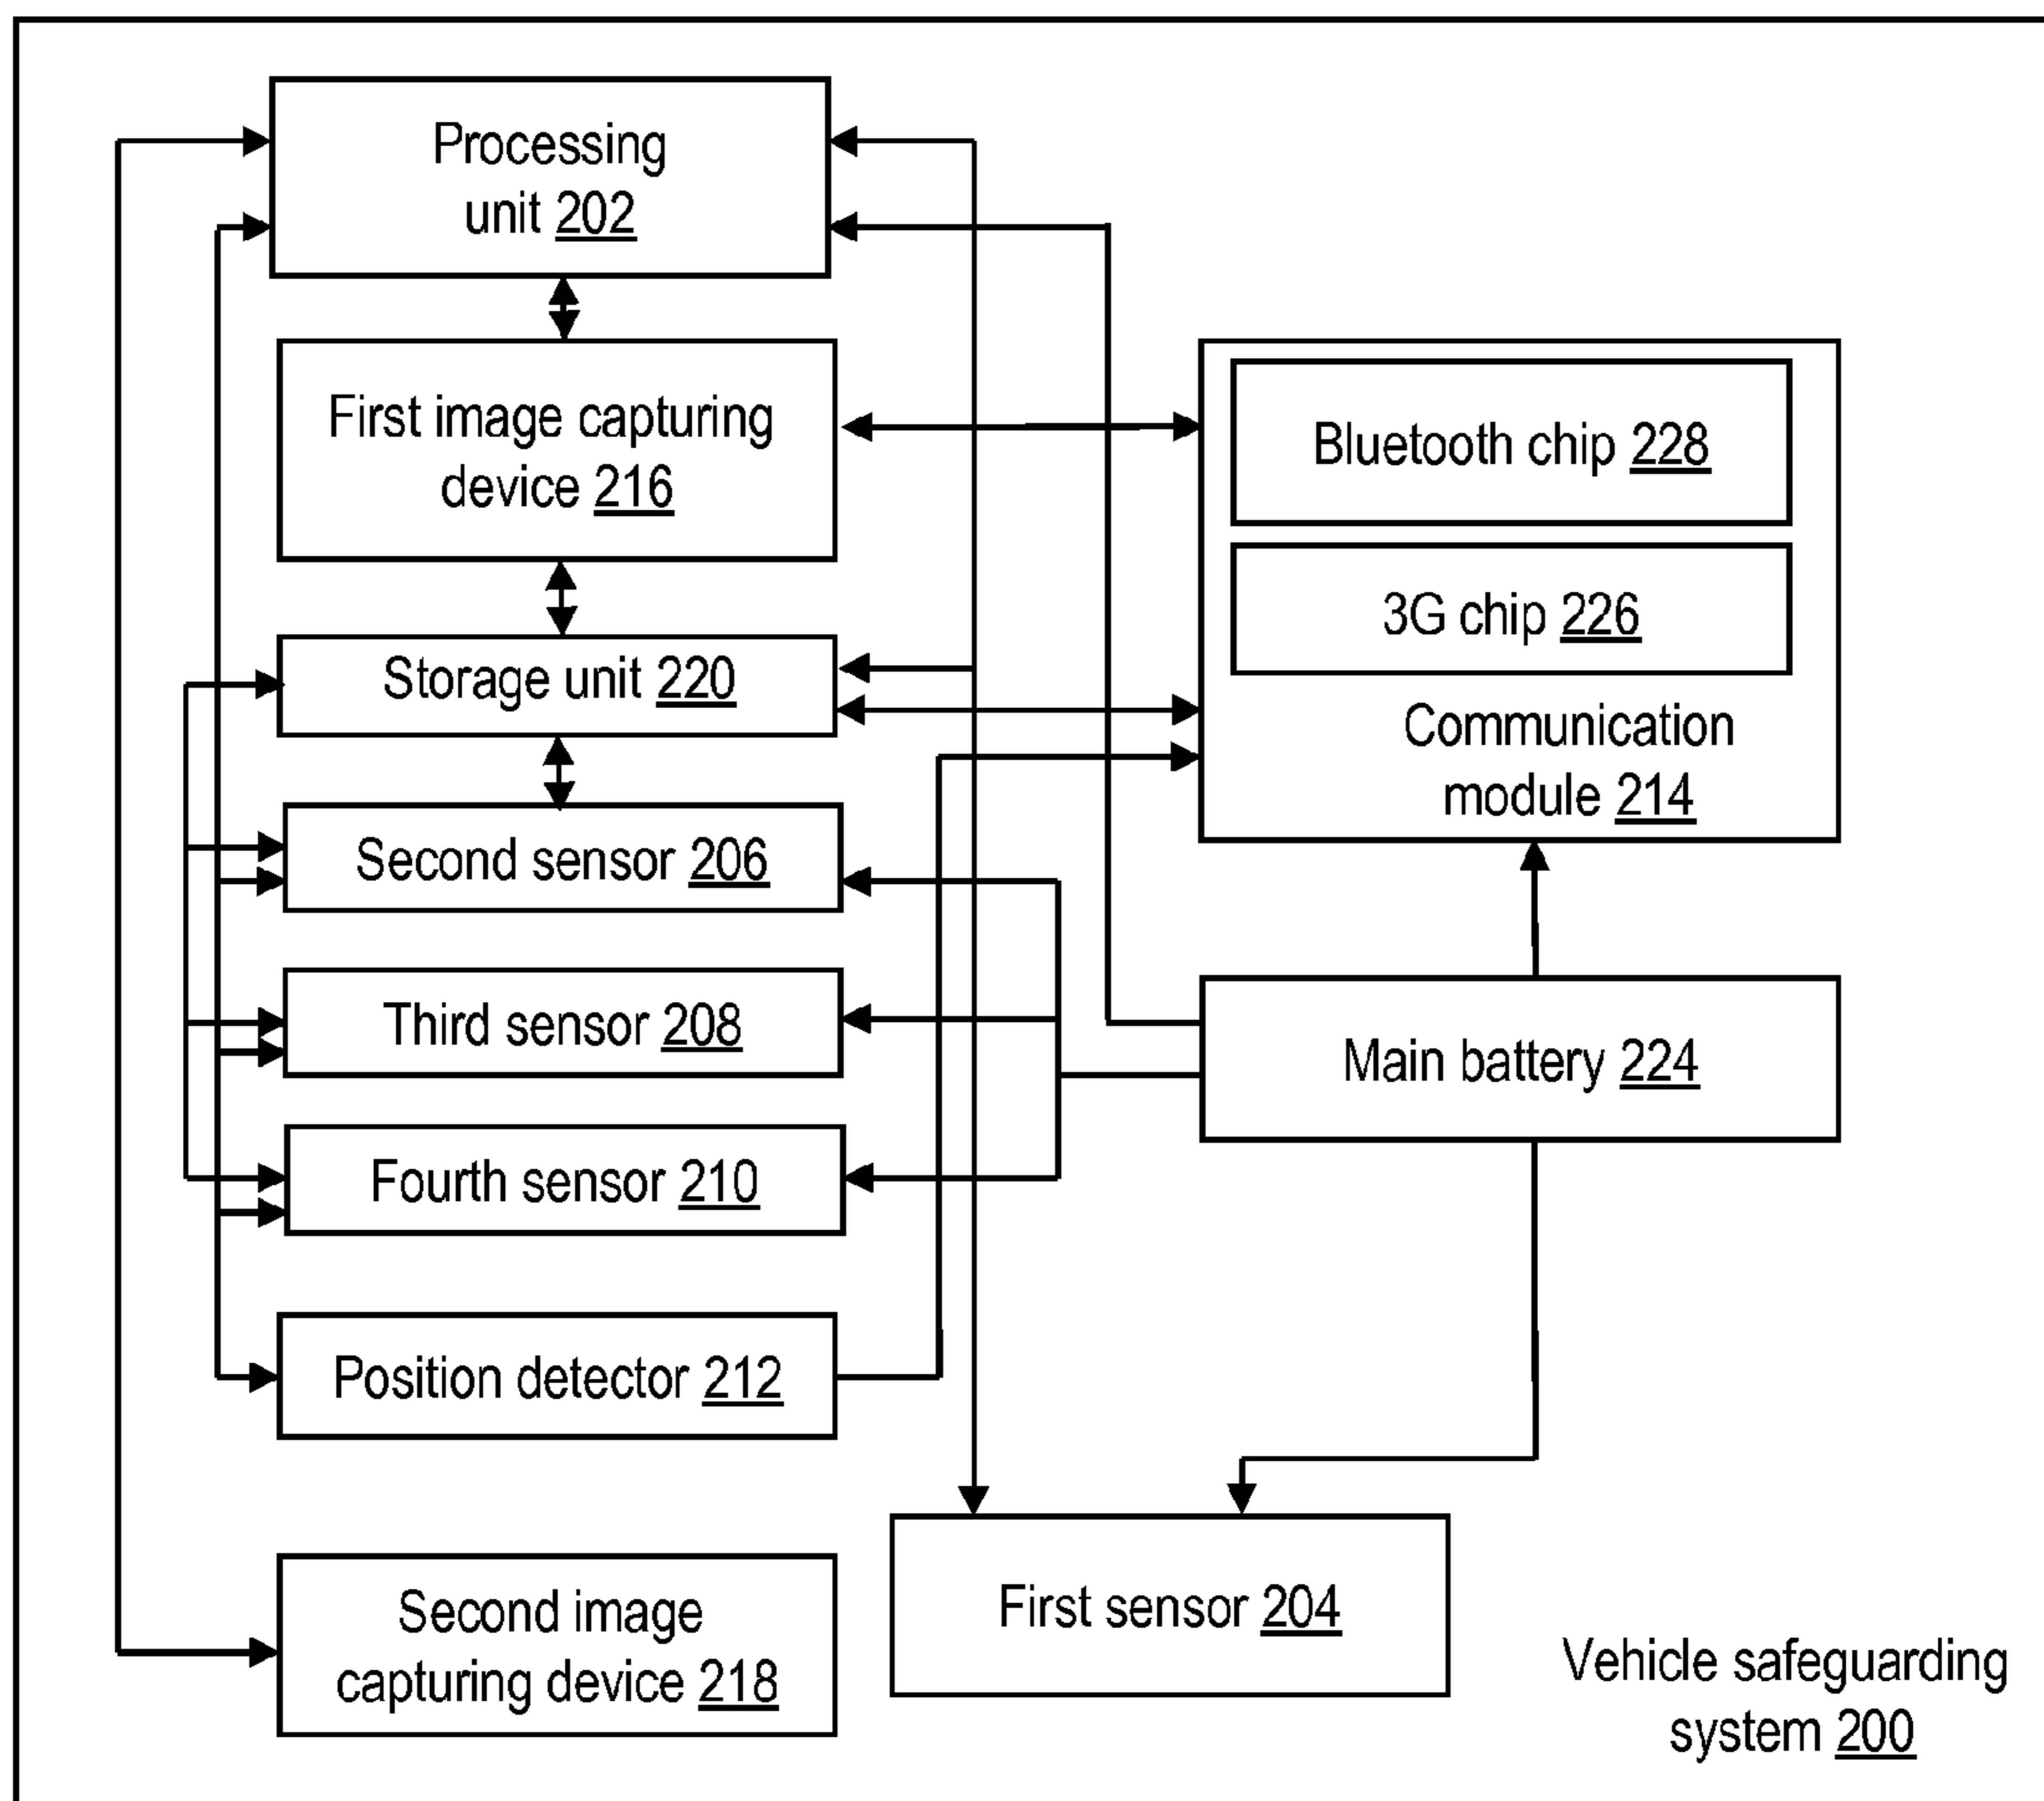 Processing
unit 202
First image capturing
device 216
Storage unit 220
Second sensor 206
Third sensor 208
Fourth sensor 210
Position detector 212
Second image
capturing device 218
Bluetooth chip 228
3G chip 226
Communication
module 214
Main battery 224
First sensor 204
Vehicle safeguarding
system 200